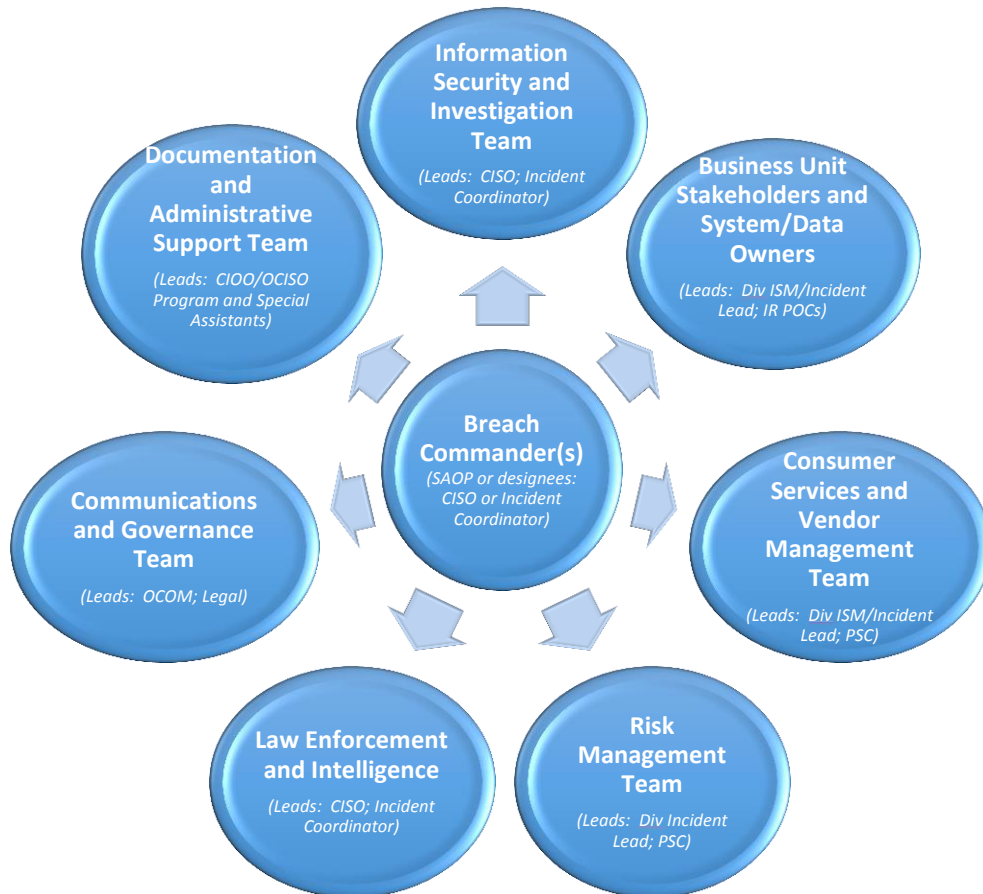 Information
Security and
Investigation
Team
(Leads: CISO; Incident
Coordinator)
Documentation
and
Administrative
Support Team
(Leads: CIOO/OCISO
Program and Special
Assistants)
Business Unit
Stakeholders and
System/Data
Owners
(Leads: Div ISM/Incident
Lead; IR POCs)
Breach
Commander(s)
(SAOP or designees:
CISO or Incident
Coordinator)
Communications
and Governance
Team
(Leads: OCOM; Legal)
Consumer
Services and
Vendor
Management
Team
(Leads: Div ISM/Incident
Lead; PSC)
Law Enforcement
and Intelligence
(Leads: CISO; Incident
Coordinator)
Risk
Management
Team
(Leads: Div Incident
Lead; PSC)